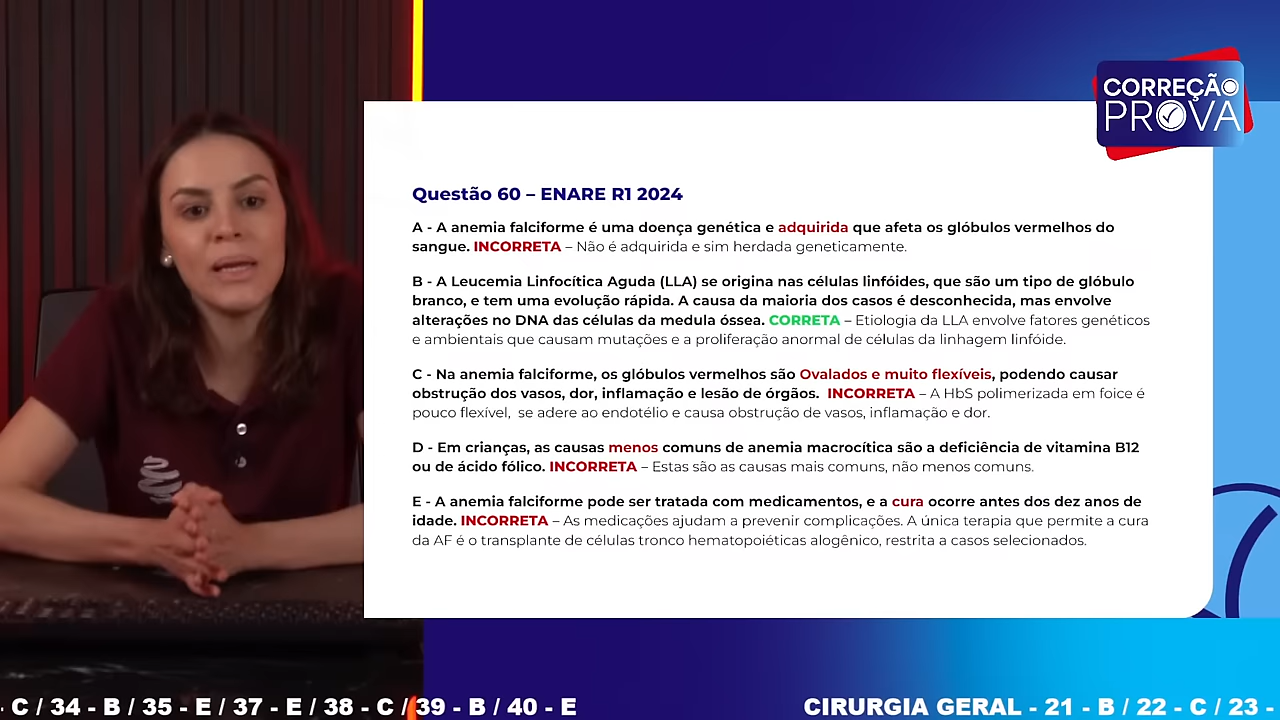 CORREÇÃO
PROVA
Questão 60 – ENARE R1 2024
A - A anemia falciforme é uma doença genética e adquirida que afeta os glóbulos vermelhos do
sangue. INCORRETA – Não é adquirida e sim herdada geneticamente.
B - A Leucemia Linfocítica Aguda (LLA) se origina nas células linfóides, que são um tipo de glóbulo
branco, e tem uma evolução rápida. A causa da maioria dos casos é desconhecida, mas envolve
alterações no DNA das células da medula óssea. CORRETA – Etiologia da LLA envolve fatores genéticos
e ambientais que causam mutações e a proliferação anormal de células da linhagem linfóide.
C - Na anemia falciforme, os glóbulos vermelhos são Ovalados e muito flexíveis, podendo causar
obstrução dos vasos, dor, inflamação e lesão de órgãos. INCORRETA – A HbS polimerizada em foice é
pouco flexível, se adere ao endotélio e causa obstrução de vasos, inflamação e dor.
D - Em crianças, as causas menos comuns de anemia macrocítica são a deficiência de vitamina B12
ou de ácido fólico. INCORRETA – Estas são as causas mais comuns, não menos comuns.
E - A anemia falciforme pode ser tratada com medicamentos, e a cura ocorre antes dos dez anos de
idade. INCORRETA – As medicações ajudam a prevenir complicações. A única terapia que permite a cura
da AF é o transplante de células tronco hematopoiéticas alogênico, restrita a casos selecionados.
- C / 34 - B / 35 - E / 37 - E / 38 - C / 39 - B / 40 - E CIRURGIA GERAL - 21 - B / 22 - C / 23 -